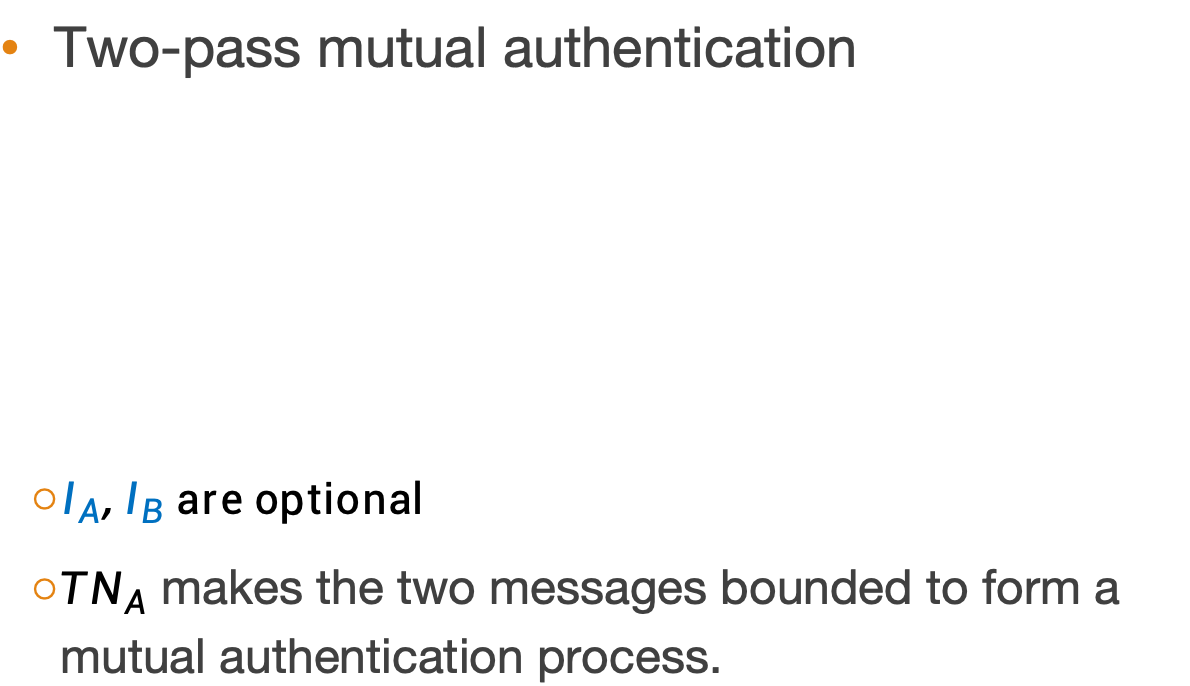 • Two-pass mutual authentication
○ I_A, I_B are optional
○ TN_A makes the two messages bounded to form a
mutual authentication process.